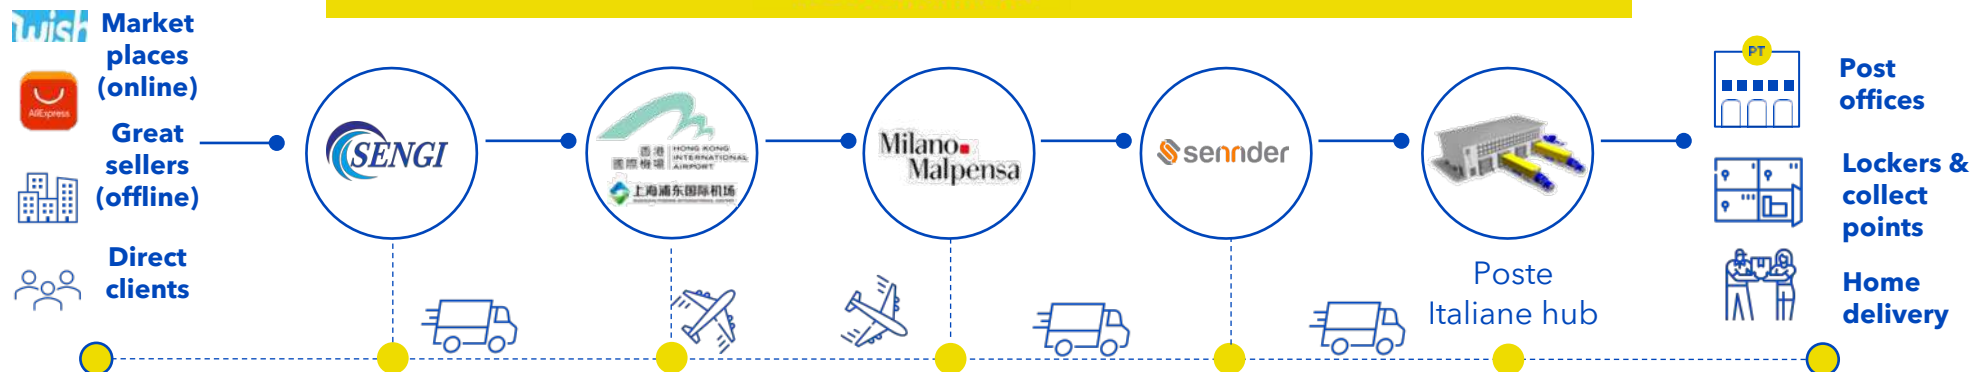 wish
Market
places
(online)
AliExpress
Great
sellers
(offline)
Direct
clients
SENGI
香港
國際機場
HONG KONG
INTERNATIONAL
AIRPORT
上海浦东国际机场
Milano
Malpensa
sennder
Poste
Italiane hub
PT
Post
offices
Lockers &
collect
points
Home
delivery